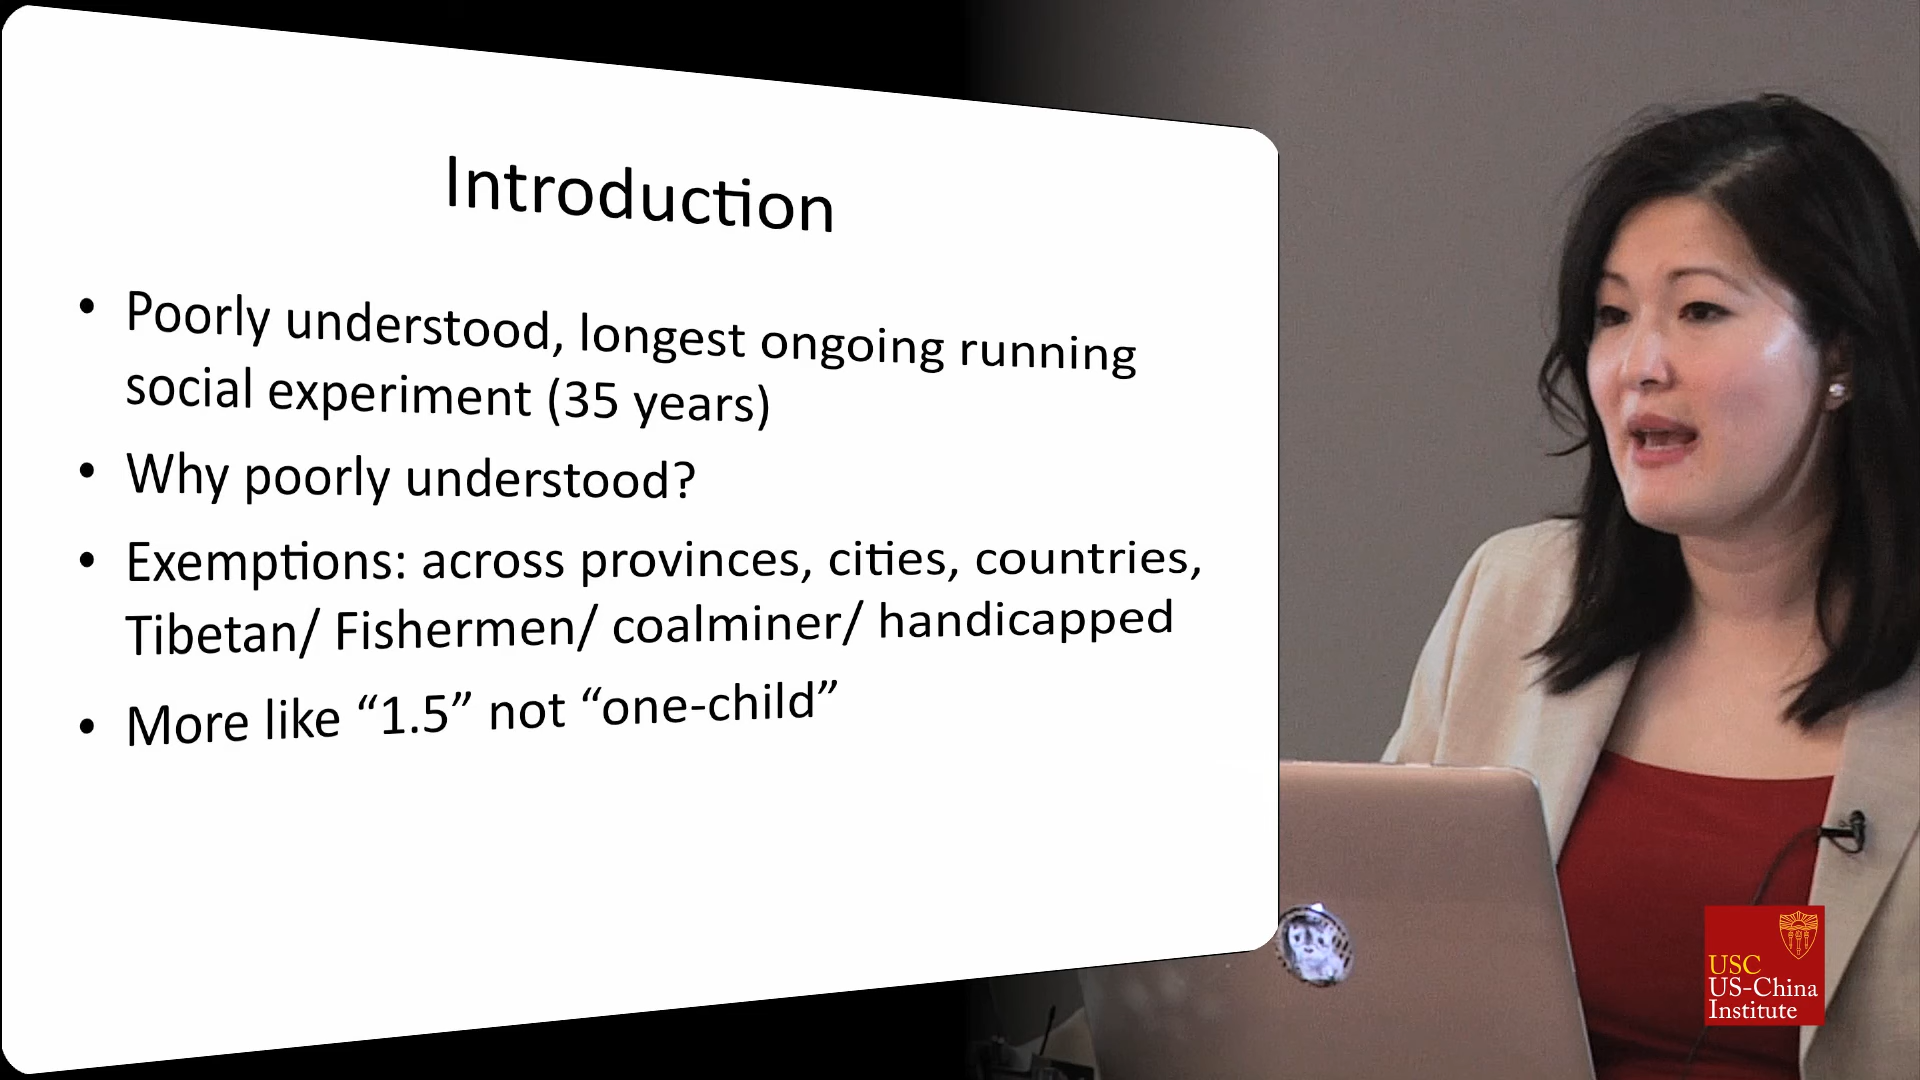 Introduction
• Poorly understood, longest ongoing running
social experiment (35 years)
• Why poorly understood?
• Exemptions: across provinces, cities, countries,
Tibetan/ Fishermen/ coalminer/ handicapped
• More like “1.5” not “one-child”
USC
US-China
Institute